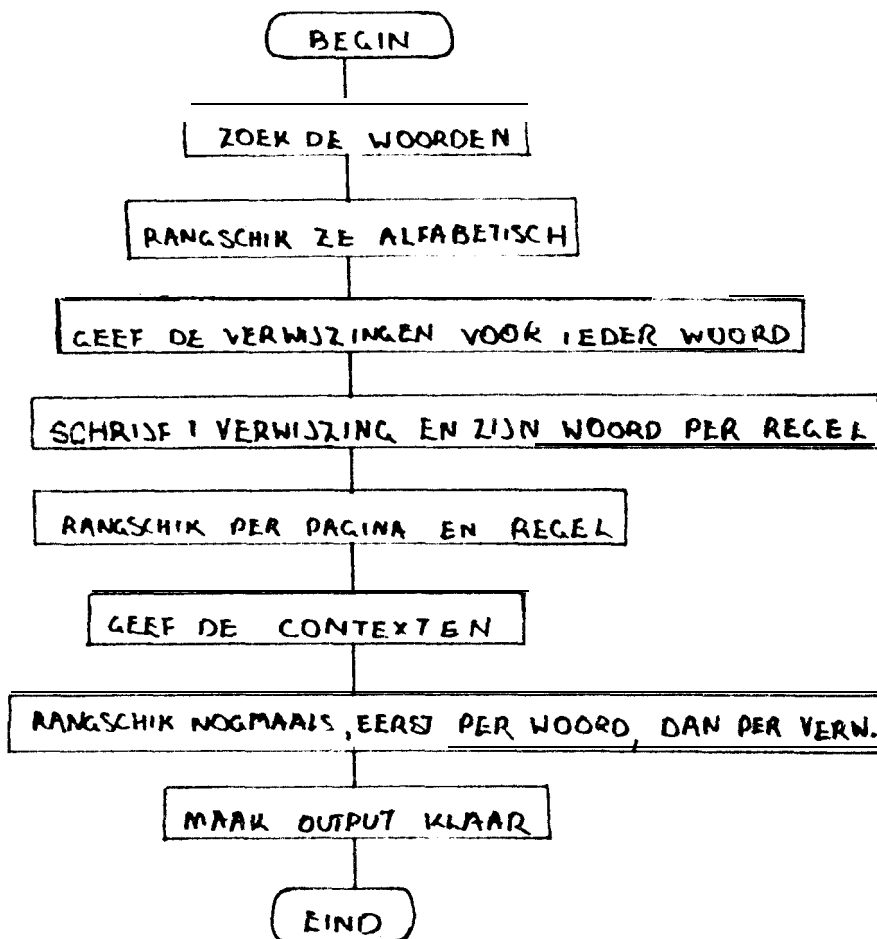 BEGIN
ZOEK DE WOORDEN
RANGSCHIK ZE ALFABETISCH
GEEF DE VERWIJZINGEN VOOR IEDER WOORD
SCHRIJF 1 VERWIJZING EN ZIJN WOORD PER REGEL
RANGSCHIK PER PAGINA EN REGEL
GEEF DE CONTEXTEN
RANGSCHIK NOGMAALS, EERST PER WOORD, DAN PER VERW.
MAAK OUTPUT KLAAR
EIND